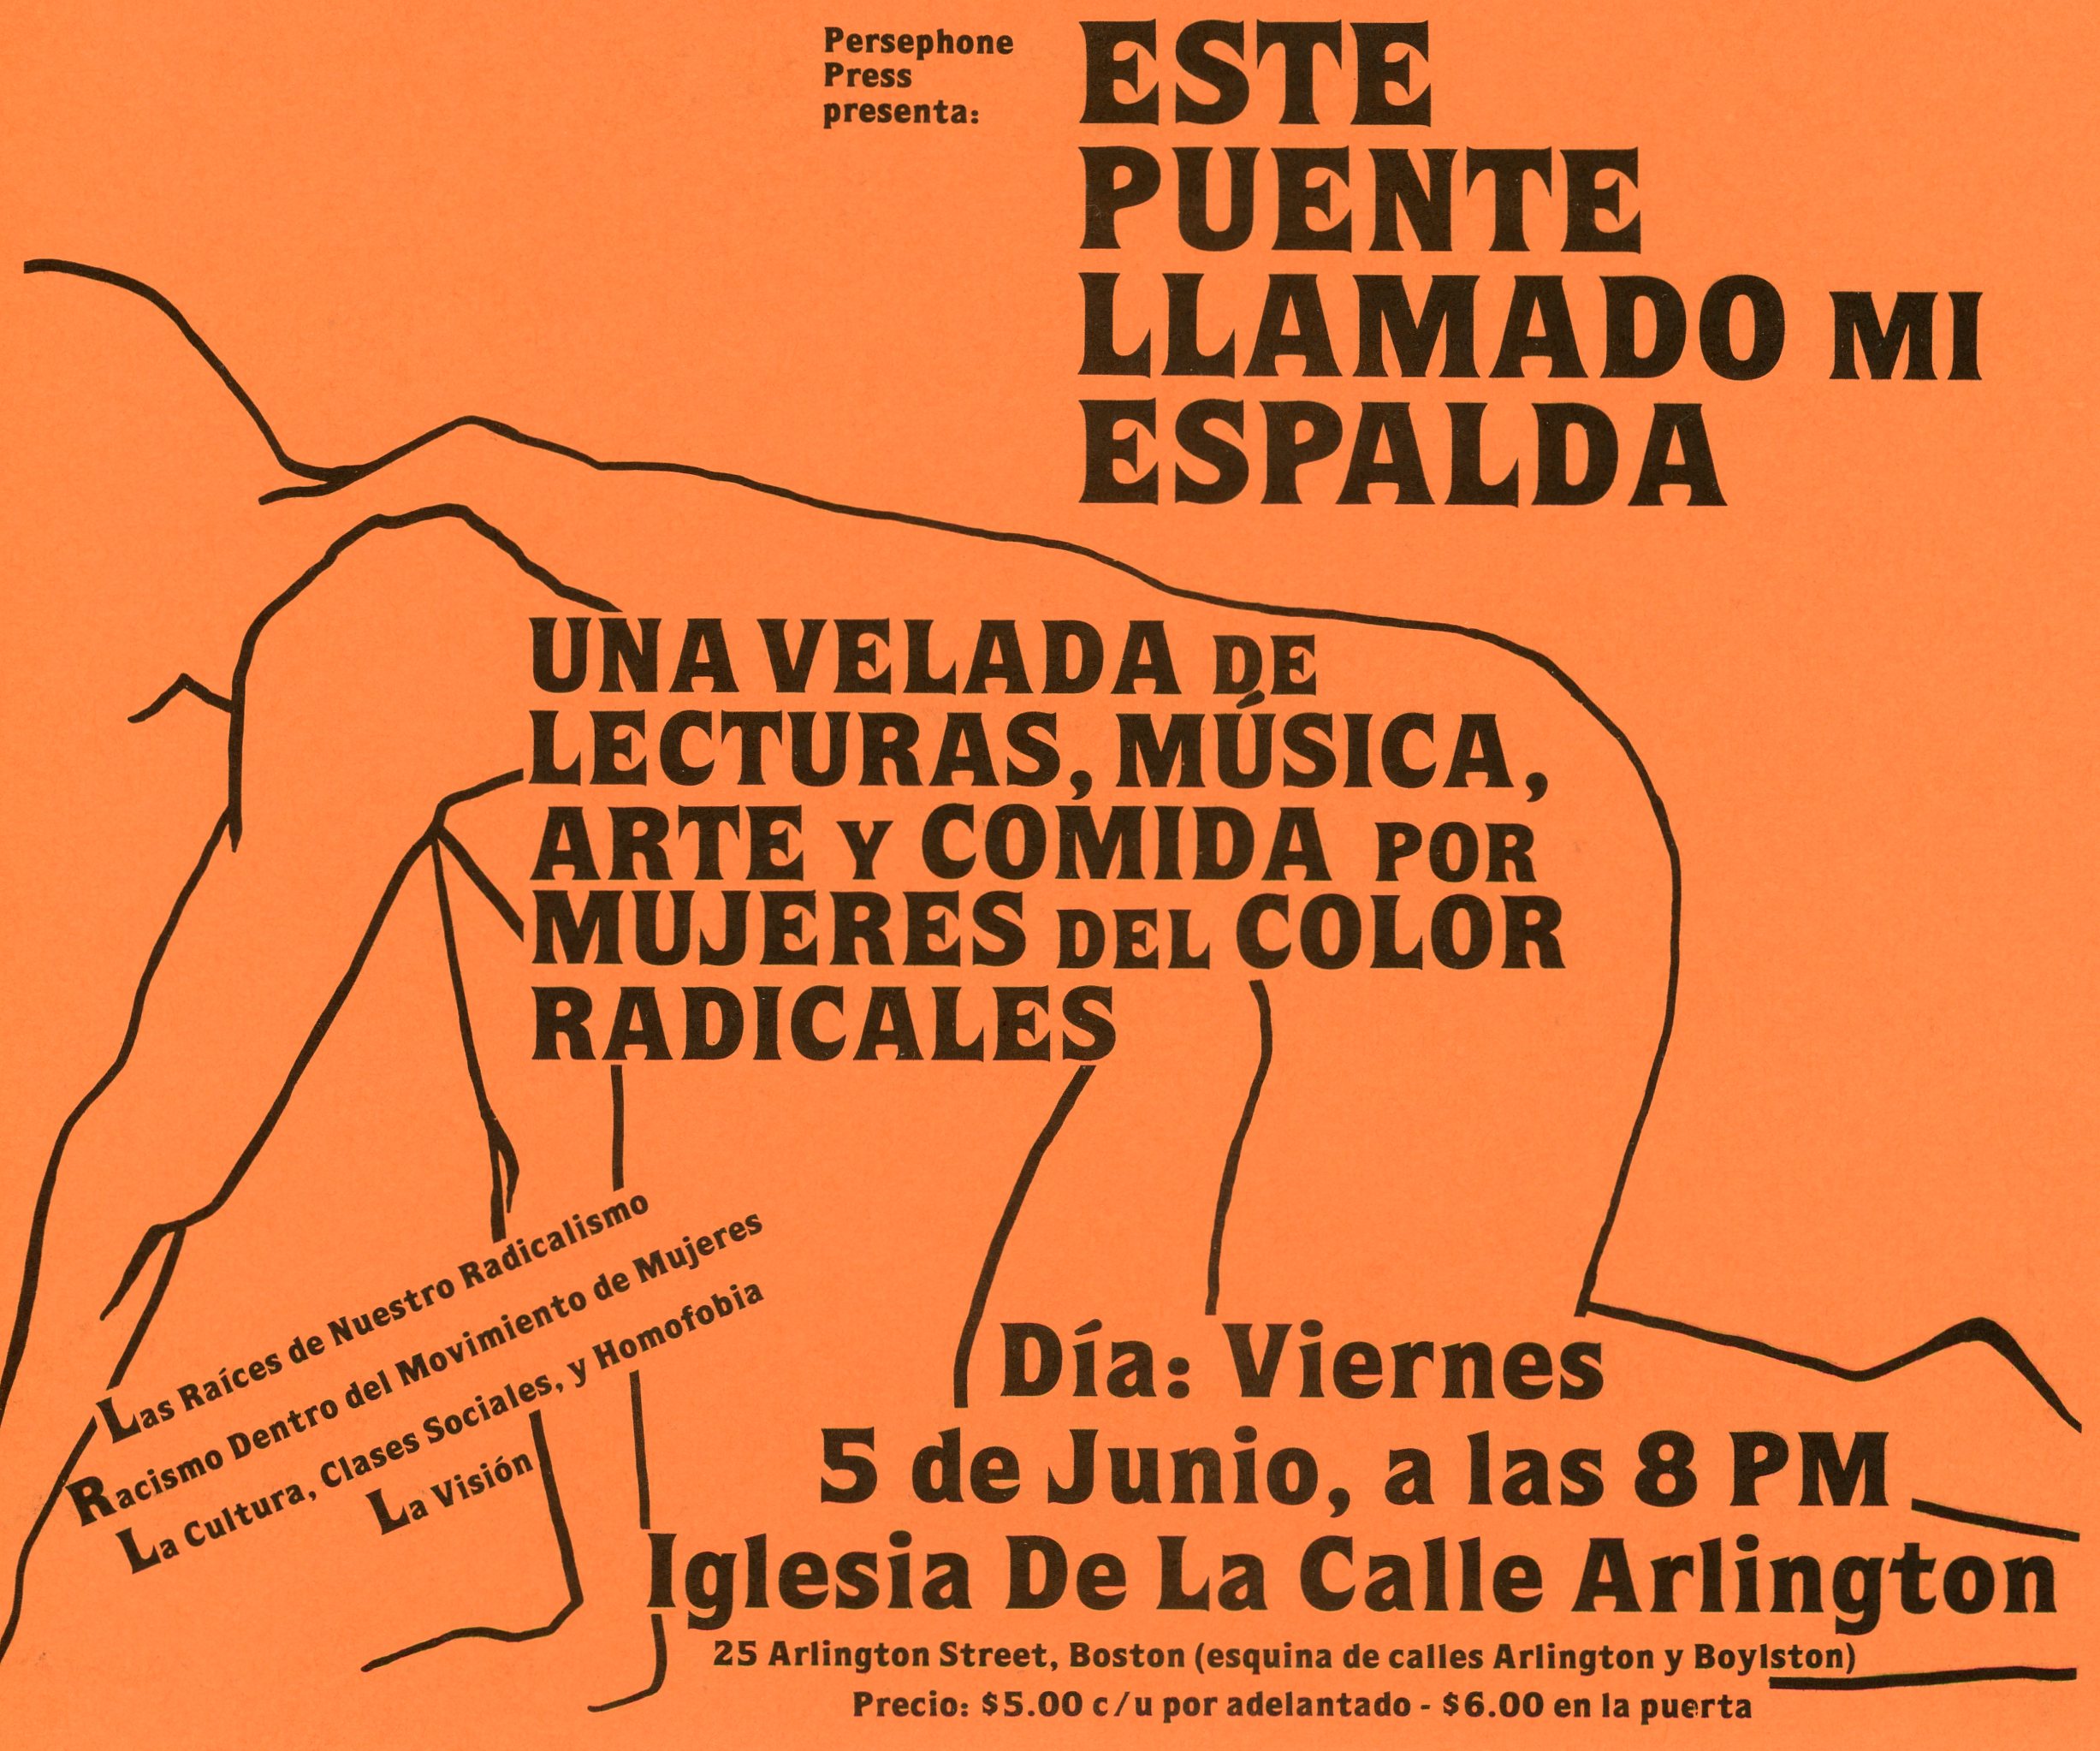 Persephone
Press
presenta:
ESTE
PUENTE
LLAMADO MI
ESPALDA
UNA VELADA DE
LECTURAS, MÚSICA,
ARTE Y COMIDA POR
MUJERES DEL COLOR
RADICALES
Las Raíces de Nuestro Radicalismo
Racismo Dentro del Movimiento de Mujeres
La Cultura, Clases Sociales, y Homofobia
La Visión
Día: Viernes
5 de Junio, a las 8 PM
Iglesia De La Calle Arlington
25 Arlington Street, Boston (esquina de calles Arlington y Boylston)
Precio: $5.00 c/u por adelantado - $6.00 en la puerta